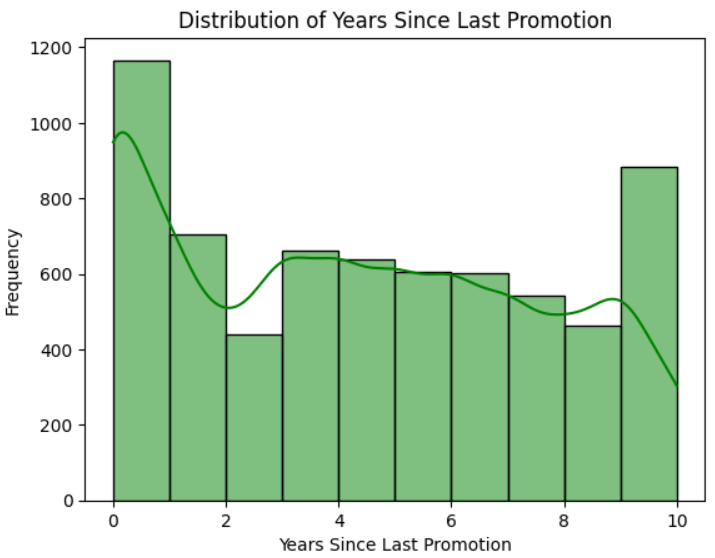 Distribution of Years Since Last Promotion
1200
1000
800
600
400
200
0
Frequency
0 2 4 6 8 10
Years Since Last Promotion